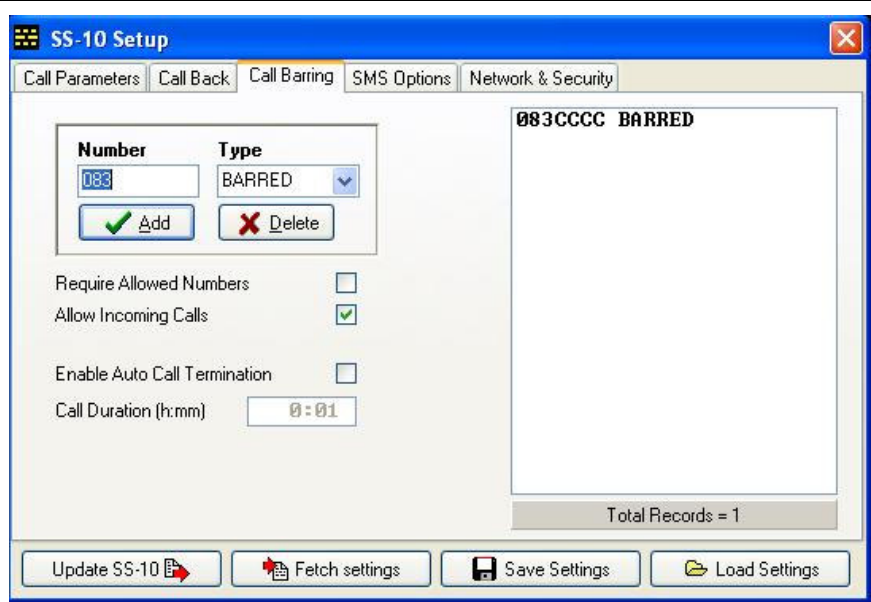 SS-10 Setup
Call Parameters Call Back Call Barring SMS Options Network & Security
Number Type
083 BARRED
Add Delete
Require Allowed Numbers
Allow Incoming Calls
Enable Auto Call Termination
Call Duration (h:mm) 0:01
083CCCC BARRED
Total Records = 1
Update SS-10 Fetch settings Save Settings Load Settings